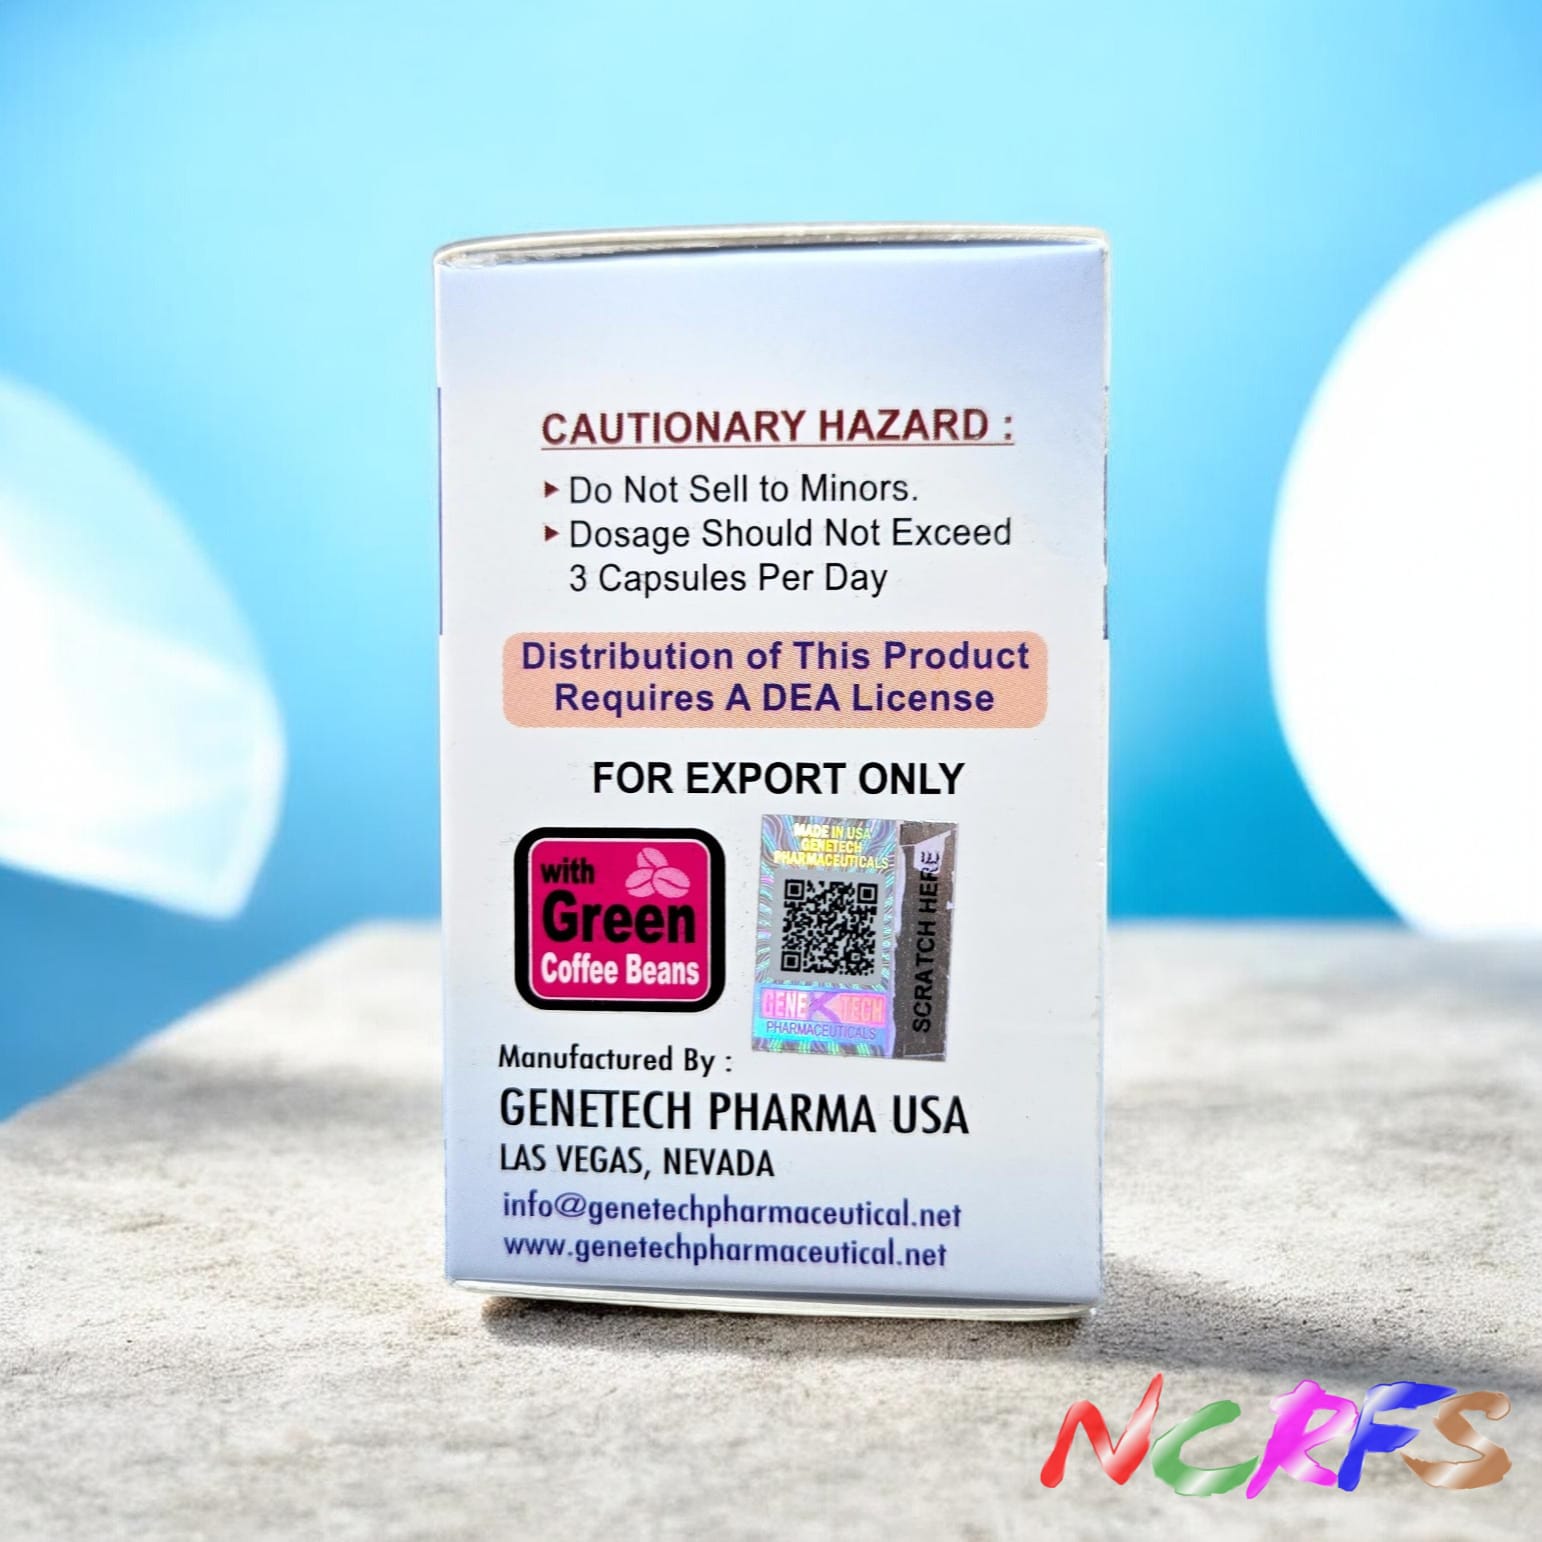 CAUTIONARY HAZARD :
Do Not Sell to Minors.
Dosage Should Not Exceed
3 Capsules Per Day
Distribution of This Product
Requires A DEA License
FOR EXPORT ONLY
with
Green
Coffee Beans
MADE IN USA
GENETECH
PHARMACEUTICALS
GENETECH
PHARMACEUTICALS
SCRATCH HERE
Manufactured By :
GENETECH PHARMA USA
LAS VEGAS, NEVADA
info@genetechpharmaceutical.net
www.genetechpharmaceutical.net
NCRFS